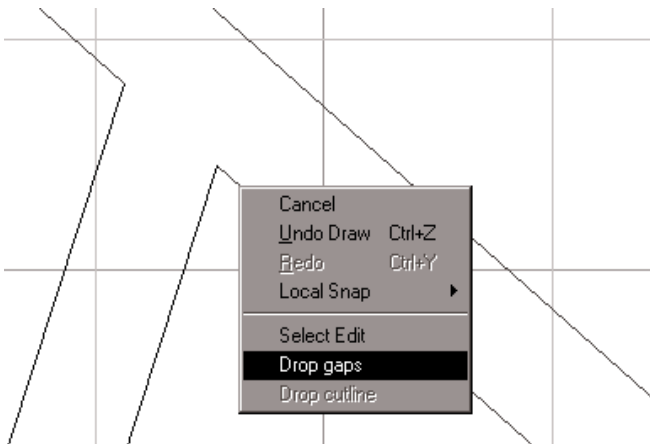 Cancel
Undo Draw Ctrl+Z
Redo Ctrl+Y
Local Snap
Select Edit
Drop gaps
Drop cutline